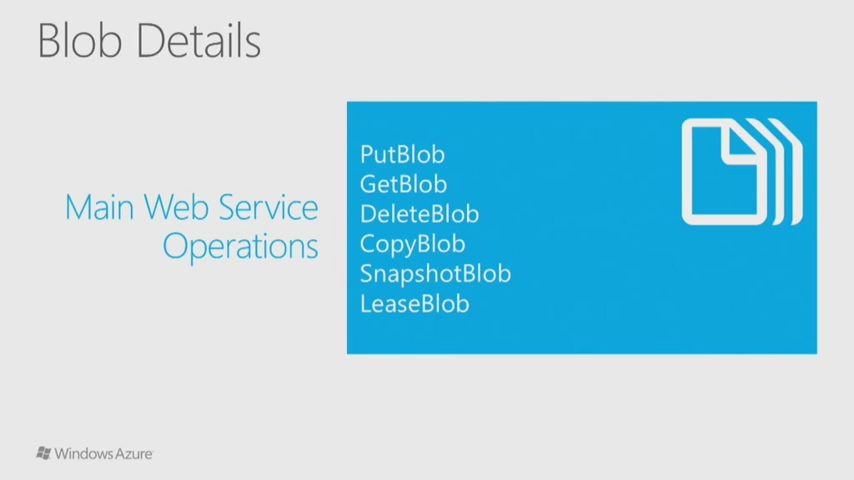 Blob Details
Main Web Service
Operations
PutBlob
GetBlob
DeleteBlob
CopyBlob
SnapshotBlob
LeaseBlob
Windows Azure